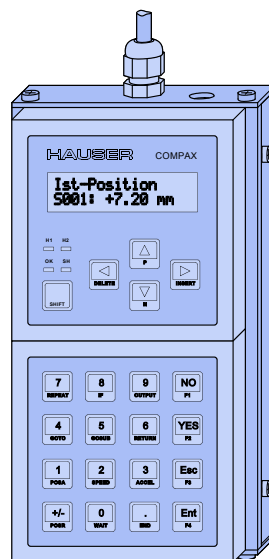 HAUSER COMPAX
Ist-Position
S001: +7.20 mm
H1 H2
P
OK SH
DELETE INSERT
SHIFT
N
7 8 9 NO
REPEAT IF OUTPUT F1
4 5 6 YES
GOTO GOSUB RETURN F2
1 2 3 Esc
POSA SPEED ACCEL F3
+/- 0 . Ent
POSR WAIT END F4